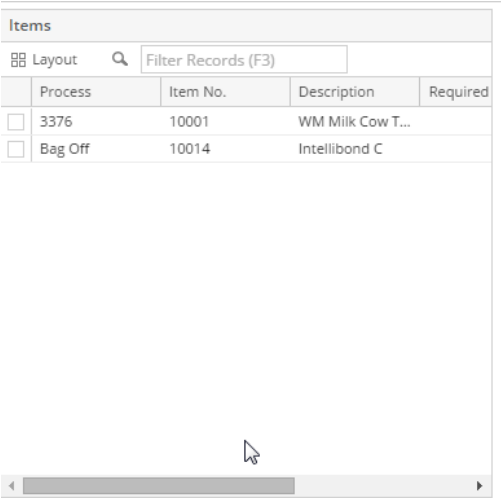 Items
Layout Filter Records (F3)
Process Item No. Description Required
3376 10001 WM Milk Cow T...
Bag Off 10014 Intellibond C